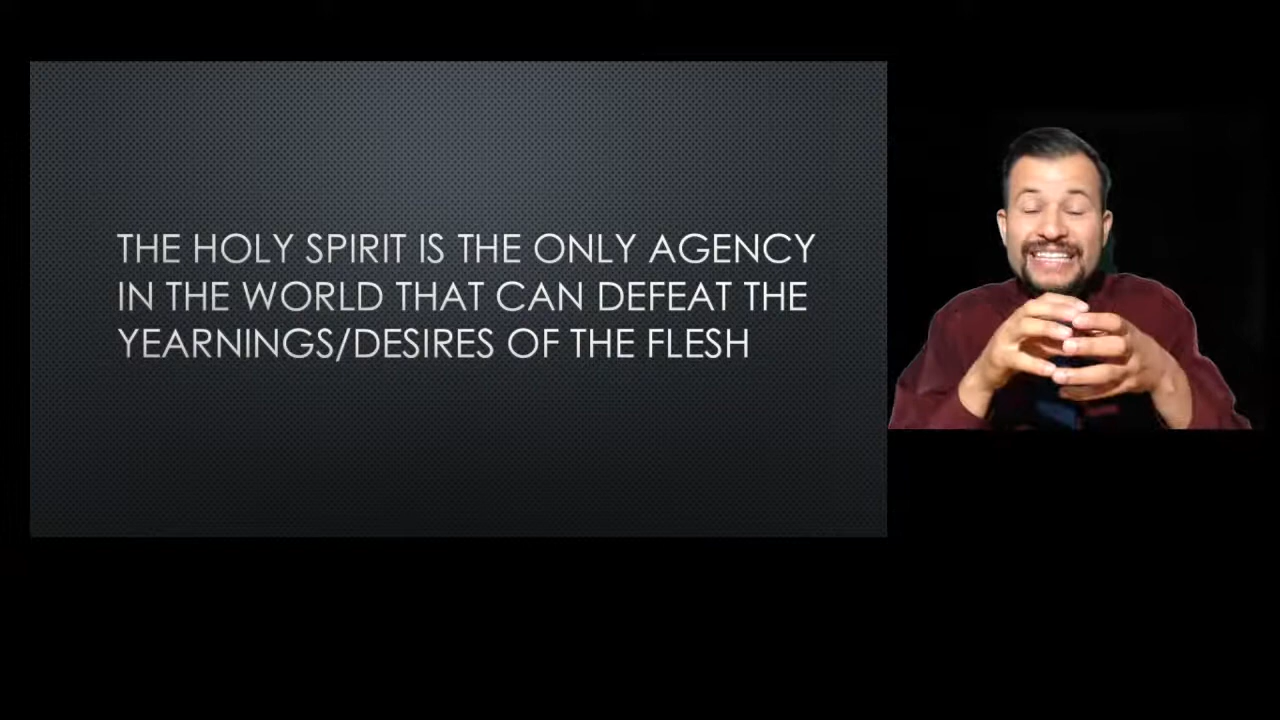 THE HOLY SPIRIT IS THE ONLY AGENCY
IN THE WORLD THAT CAN DEFEAT THE
YEARNINGS/DESIRES OF THE FLESH